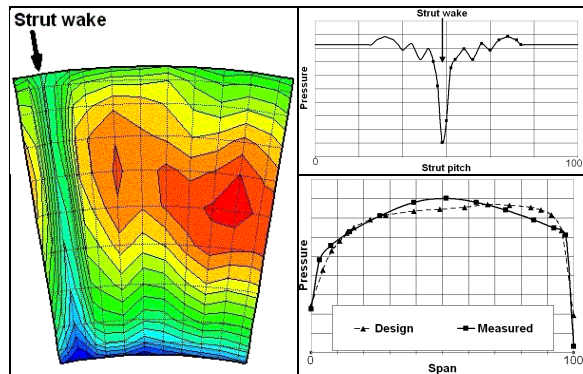 Strut wake
Strut wake
Pressure
0
100
Strut pitch
Pressure
Design
Measured
0
100
Span